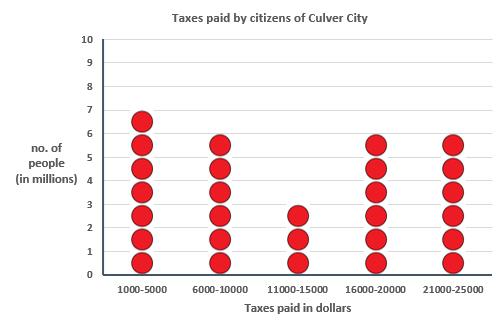 Taxes paid by citizens of Culver City
10
9
8
7
6
5
4
3
2
1
0
no. of
people
(in millions)
1000-5000 6000-10000 11000-15000 16000-20000 21000-25000
Taxes paid in dollars